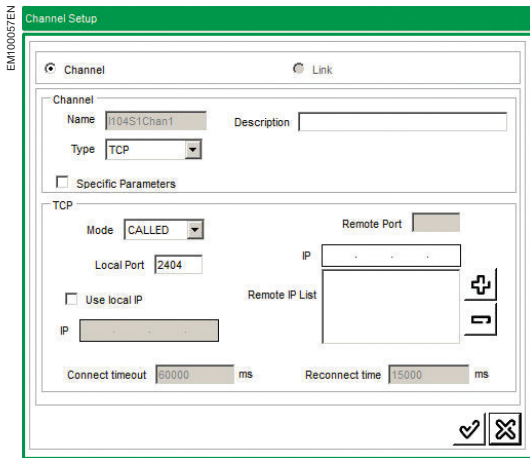 EM100057EN
Channel Setup
Channel
Link
Channel
Name I104S1Chan1
Description
Type TCP
Specific Parameters
TCP
Mode CALLED
Remote Port
Local Port 2404
IP . . .
Use local IP
Remote IP List
IP . . .
Connect timeout 60000 ms
Reconnect time 15000 ms